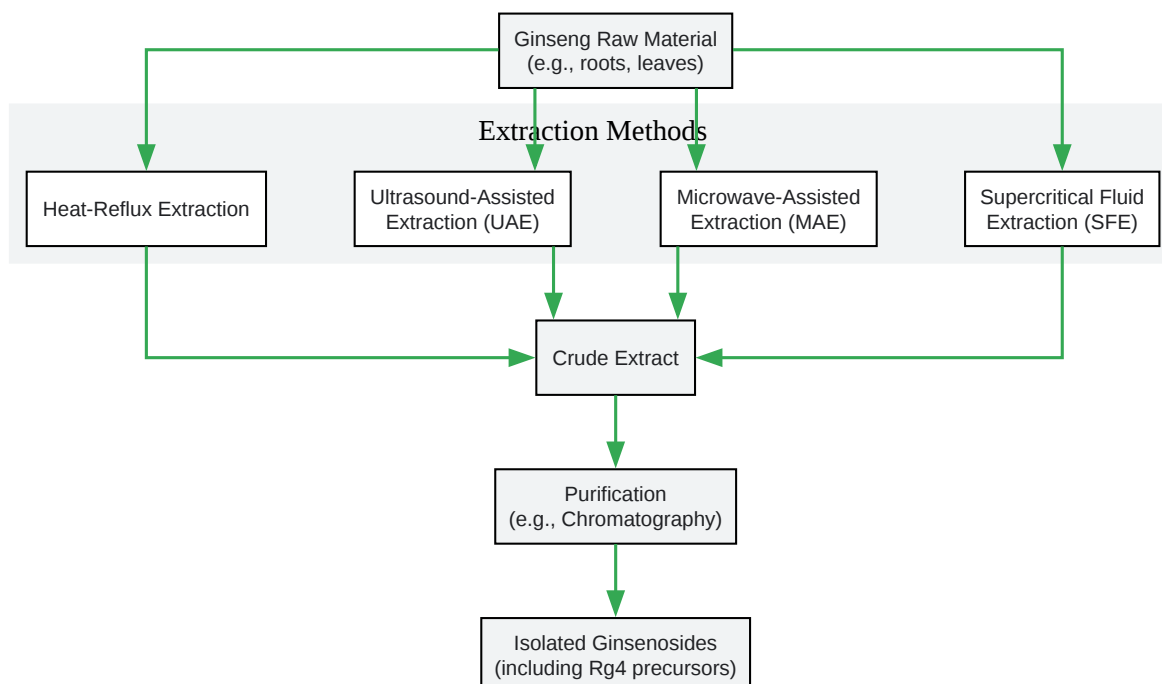 Ginseng Raw Material
(e.g., roots, leaves)
Extraction Methods
Heat-Reflux Extraction
Ultrasound-Assisted
Extraction (UAE)
Microwave-Assisted
Extraction (MAE)
Supercritical Fluid
Extraction (SFE)
Crude Extract
Purification
(e.g., Chromatography)
Isolated Ginsenosides
(including Rg4 precursors)